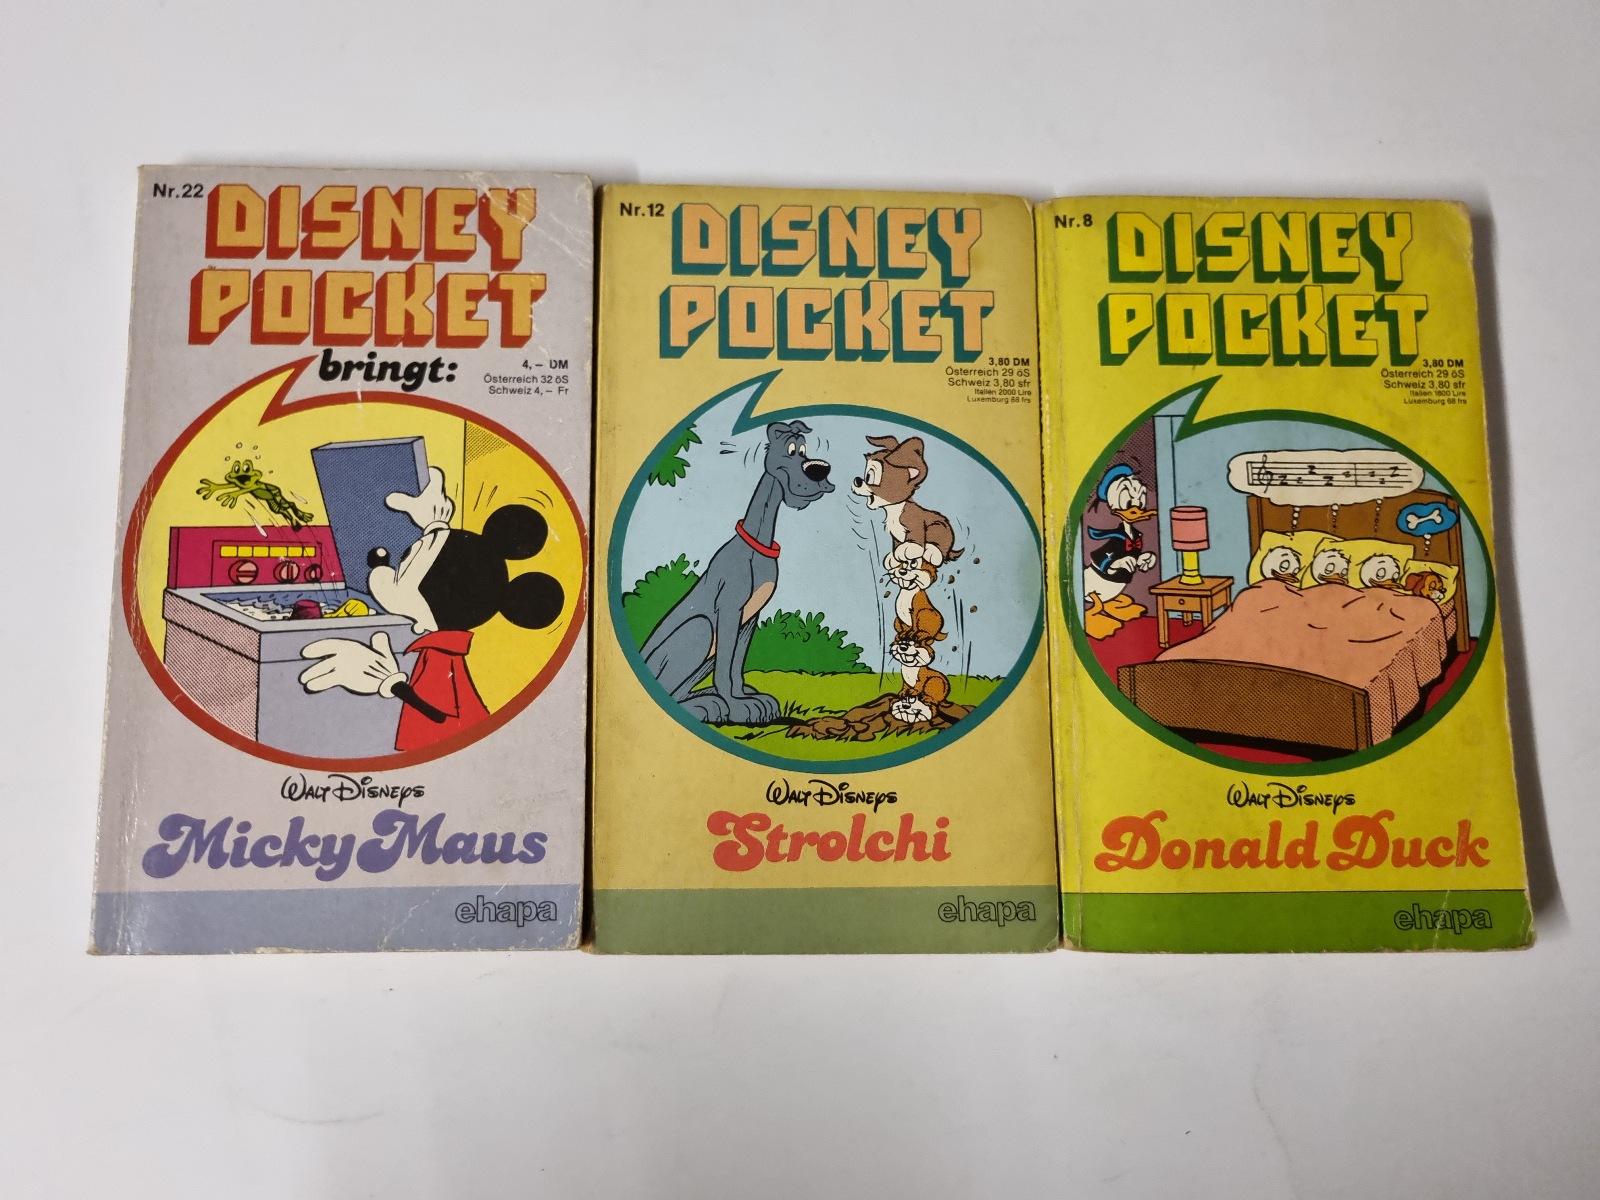 Nr.22
DISNEY
POCKET
bringt:
4,– DM
Österreich 32 öS
Schweiz 4,– Fr
WALT DISNEYS
Micky Maus
ehapa
Nr.12
DISNEY
POCKET
3,80 DM
Österreich 29 öS
Schweiz 3,80 sfr
Italien 2000 Lire
Luxemburg 68 frs
WALT DISNEYS
Strolchi
ehapa
Nr.8
DISNEY
POCKET
3,80 DM
Österreich 29 öS
Schweiz 3,80 sfr
Italien 1800 Lire
Luxemburg 68 frs
Z Z Z Z Z Z Z
WALT DISNEYS
Donald Duck
ehapa